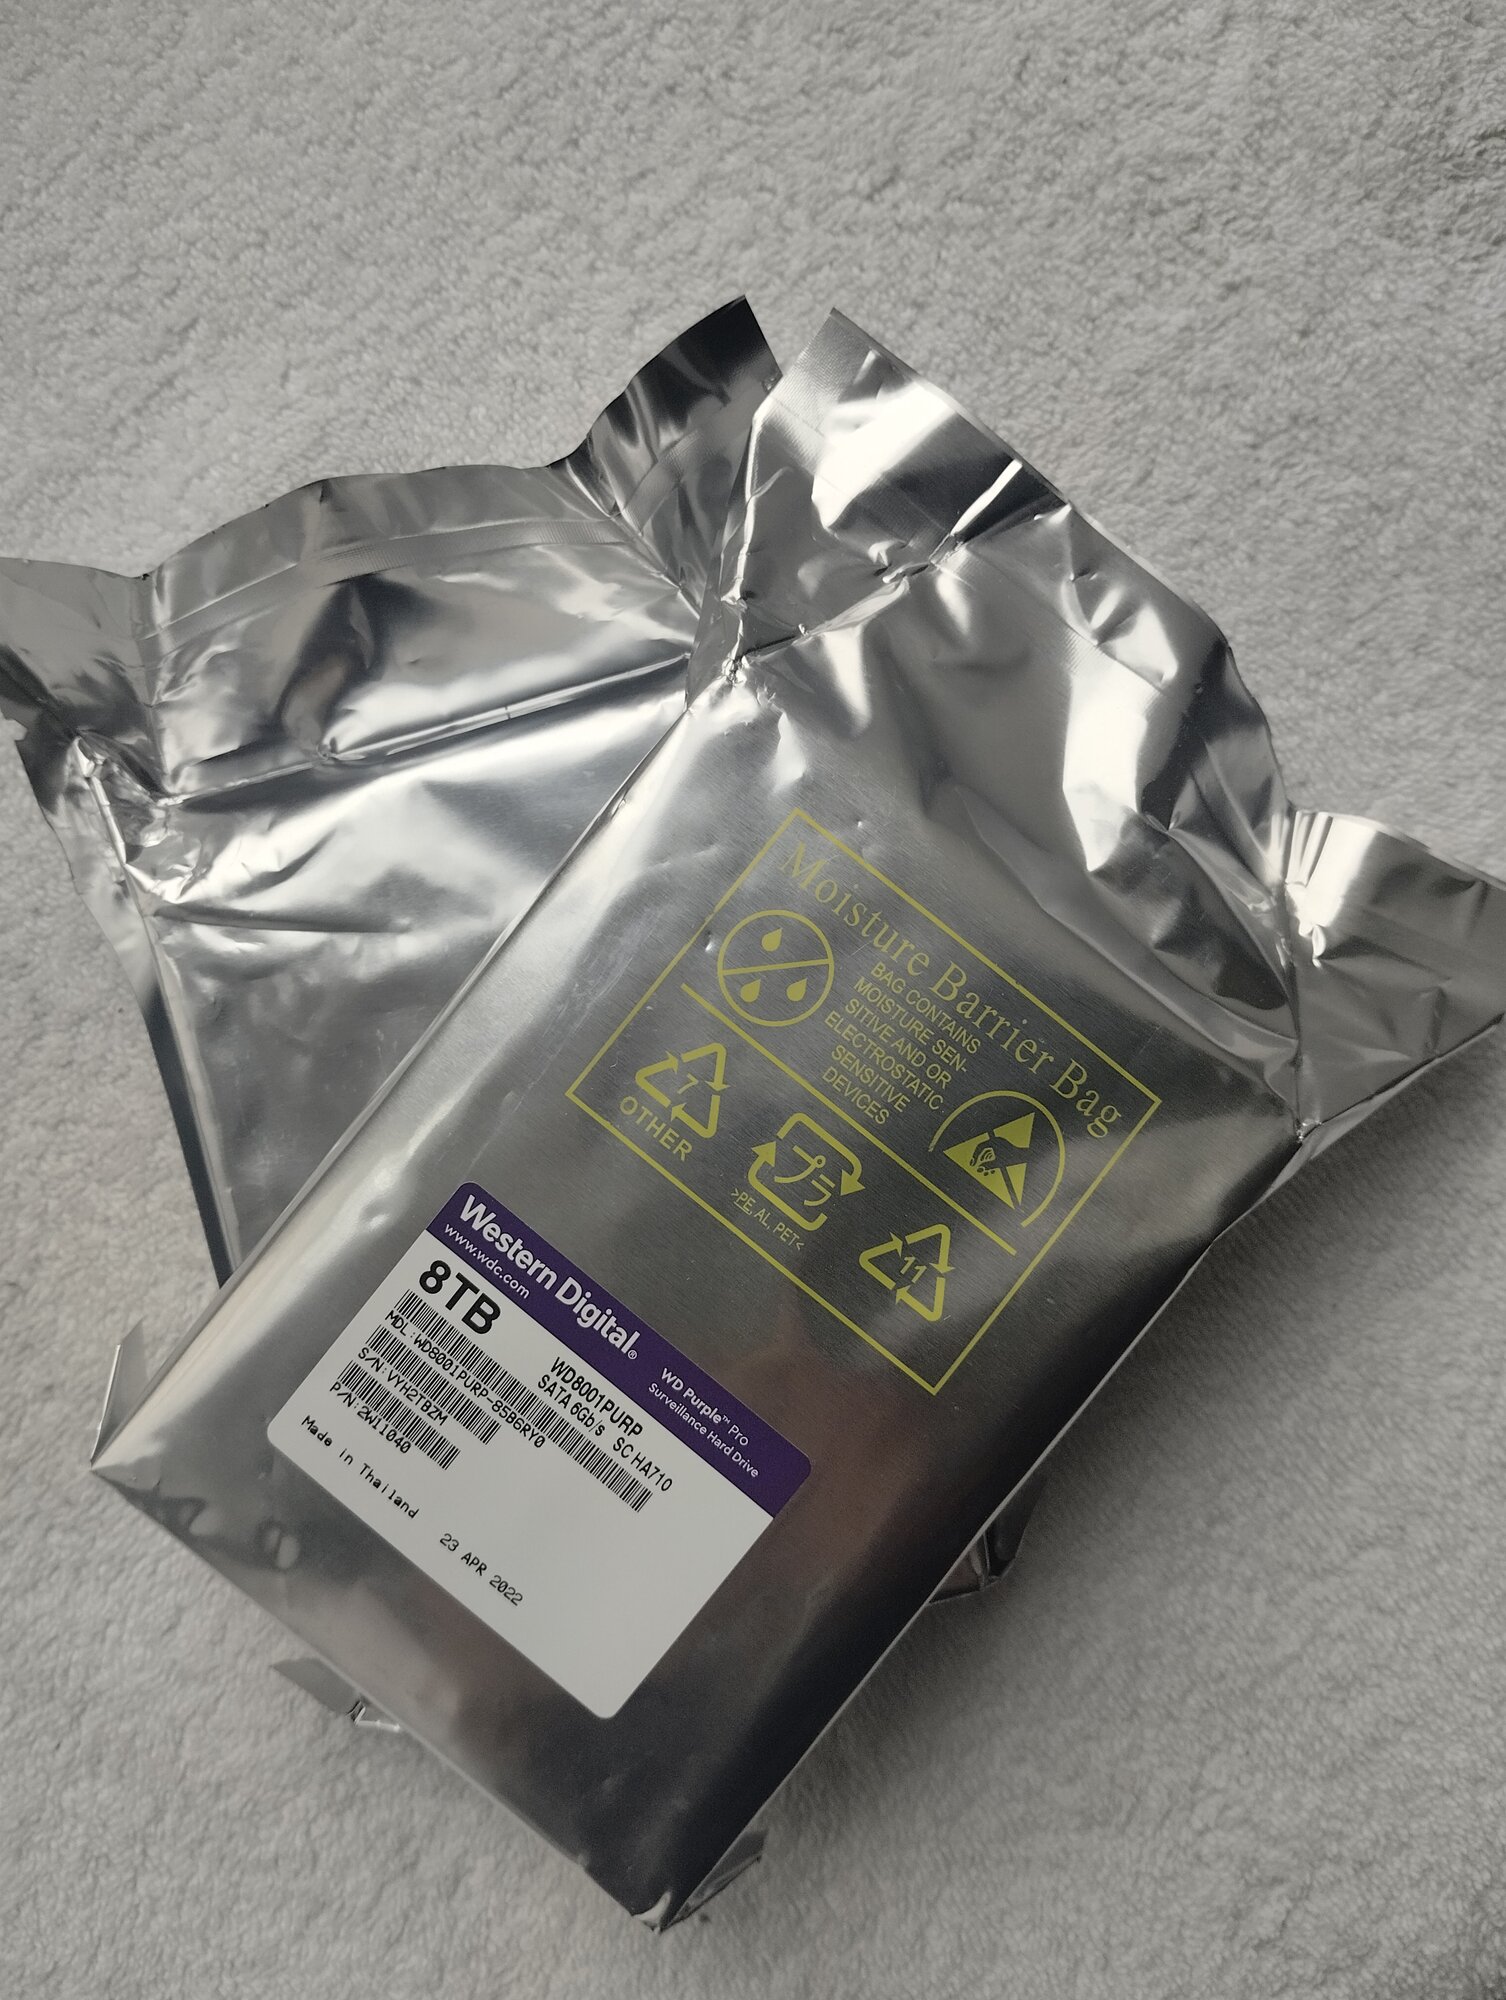 Moisture Barrier Bag
BAG CONTAINS
MOISTURE SEN-
SITIVE AND OR
ELECTROSTATIC
SENSITIVE
DEVICES
7
OTHER
プラ
>PE, AL, PET<
11
Western Digital®
www.wdc.com
WD Purple™ Pro
Surveillance Hard Drive
8TB
WD8001PURP
SATA 6Gb/s SC HA710
MDL:WD8001PURP-85B6RY0
S/N:VYH2TBZM
P/N:2W11040
Made in Thailand
23 APR 2022